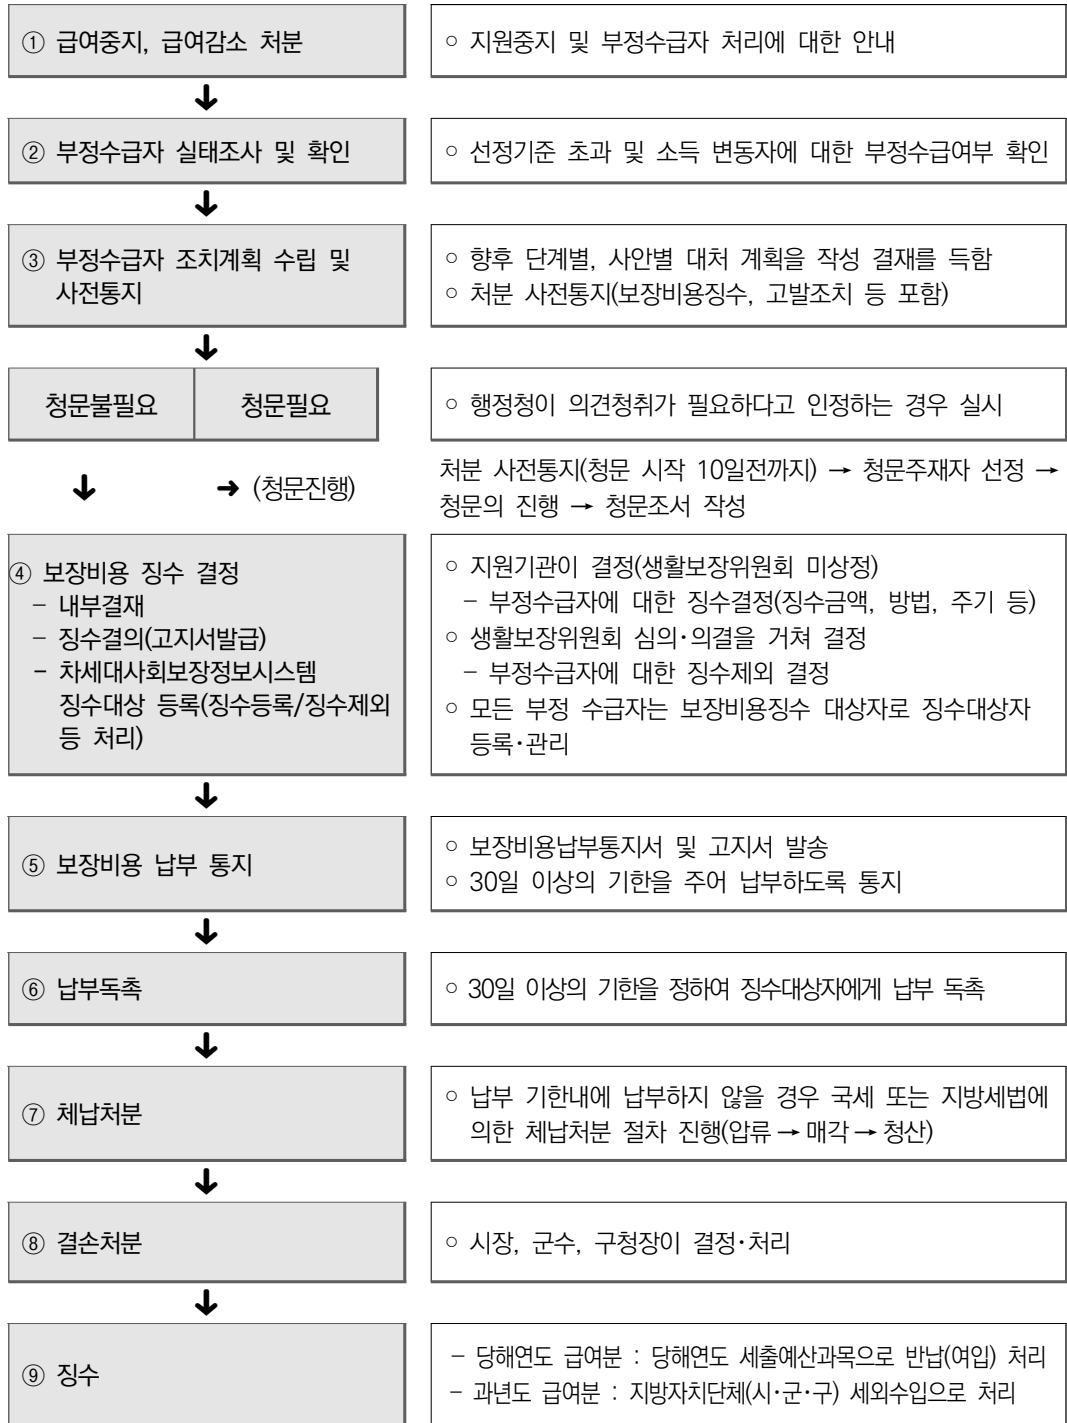 ① 급여중지, 급여감소 처분
○ 지원중지 및 부정수급자 처리에 대한 안내
② 부정수급자 실태조사 및 확인
○ 선정기준 초과 및 소득 변동자에 대한 부정수급여부 확인
③ 부정수급자 조치계획 수립 및
사전통지
○ 향후 단계별, 사안별 대처 계획을 작성 결재를 득함
○ 처분 사전통지(보장비용징수, 고발조치 등 포함)
청문불필요
청문필요
○ 행정청이 의견청취가 필요하다고 인정하는 경우 실시
➜ (청문진행)
처분 사전통지(청문 시작 10일전까지) → 청문주재자 선정 →
청문의 진행 → 청문조서 작성
④ 보장비용 징수 결정
- 내부결재
- 징수결의(고지서발급)
- 차세대사회보장정보시스템
징수대상 등록(징수등록/징수제외
등 처리)
○ 지원기관이 결정(생활보장위원회 미상정)
- 부정수급자에 대한 징수결정(징수금액, 방법, 주기 등)
○ 생활보장위원회 심의·의결을 거쳐 결정
- 부정수급자에 대한 징수제외 결정
○ 모든 부정 수급자는 보장비용징수 대상자로 징수대상자
등록·관리
⑤ 보장비용 납부 통지
○ 보장비용납부통지서 및 고지서 발송
○ 30일 이상의 기한을 주어 납부하도록 통지
⑥ 납부독촉
○ 30일 이상의 기한을 정하여 징수대상자에게 납부 독촉
⑦ 체납처분
○ 납부 기한내에 납부하지 않을 경우 국세 또는 지방세법에
의한 체납처분 절차 진행(압류 → 매각 → 청산)
⑧ 결손처분
○ 시장, 군수, 구청장이 결정·처리
⑨ 징수
- 당해연도 급여분 : 당해연도 세출예산과목으로 반납(여입) 처리
- 과년도 급여분 : 지방자치단체(시·군·구) 세외수입으로 처리